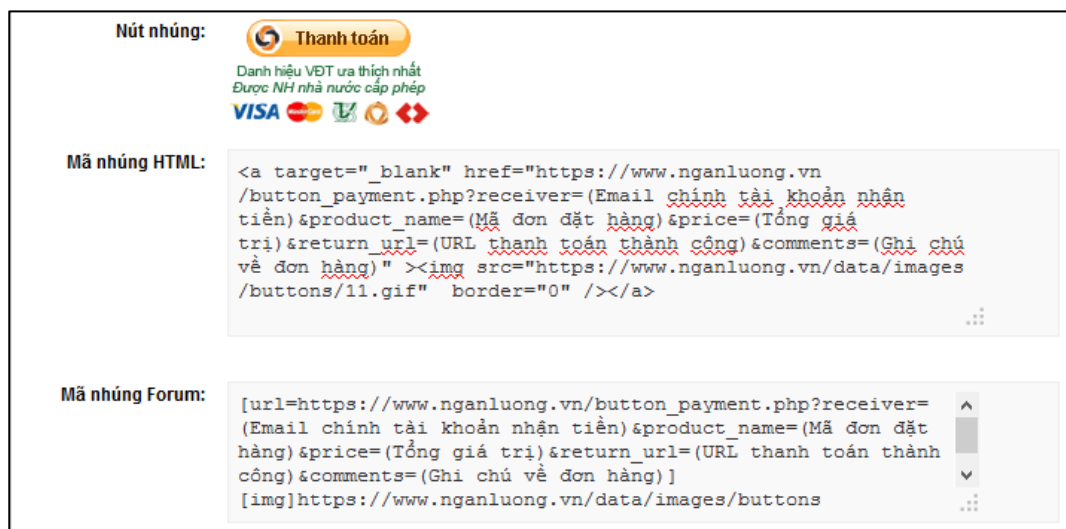 Nút nhúng:
Thanh toán
Danh hiệu VĐT ưa thích nhất
Được NH nhà nước cấp phép
VISA MasterCard
Mã nhúng HTML:
<a target="_blank" href="https://www.nganluong.vn
/button_payment.php?receiver=(Email chính tài khoản nhận
tiền)&product_name=(Mã đơn đặt hàng)&price=(Tổng giá
trị)&return_url=(URL thanh toán thành công)&comments=(Ghi chú
về đơn hàng)" ><img src="https://www.nganluong.vn/data/images
/buttons/11.gif"  border="0" /></a>
Mã nhúng Forum:
[url=https://www.nganluong.vn/button_payment.php?receiver=
(Email chính tài khoản nhận tiền)&product_name=(Mã đơn đặt
hàng)&price=(Tổng giá trị)&return_url=(URL thanh toán thành
công)&comments=(Ghi chú về đơn hàng)]
[img]https://www.nganluong.vn/data/images/buttons